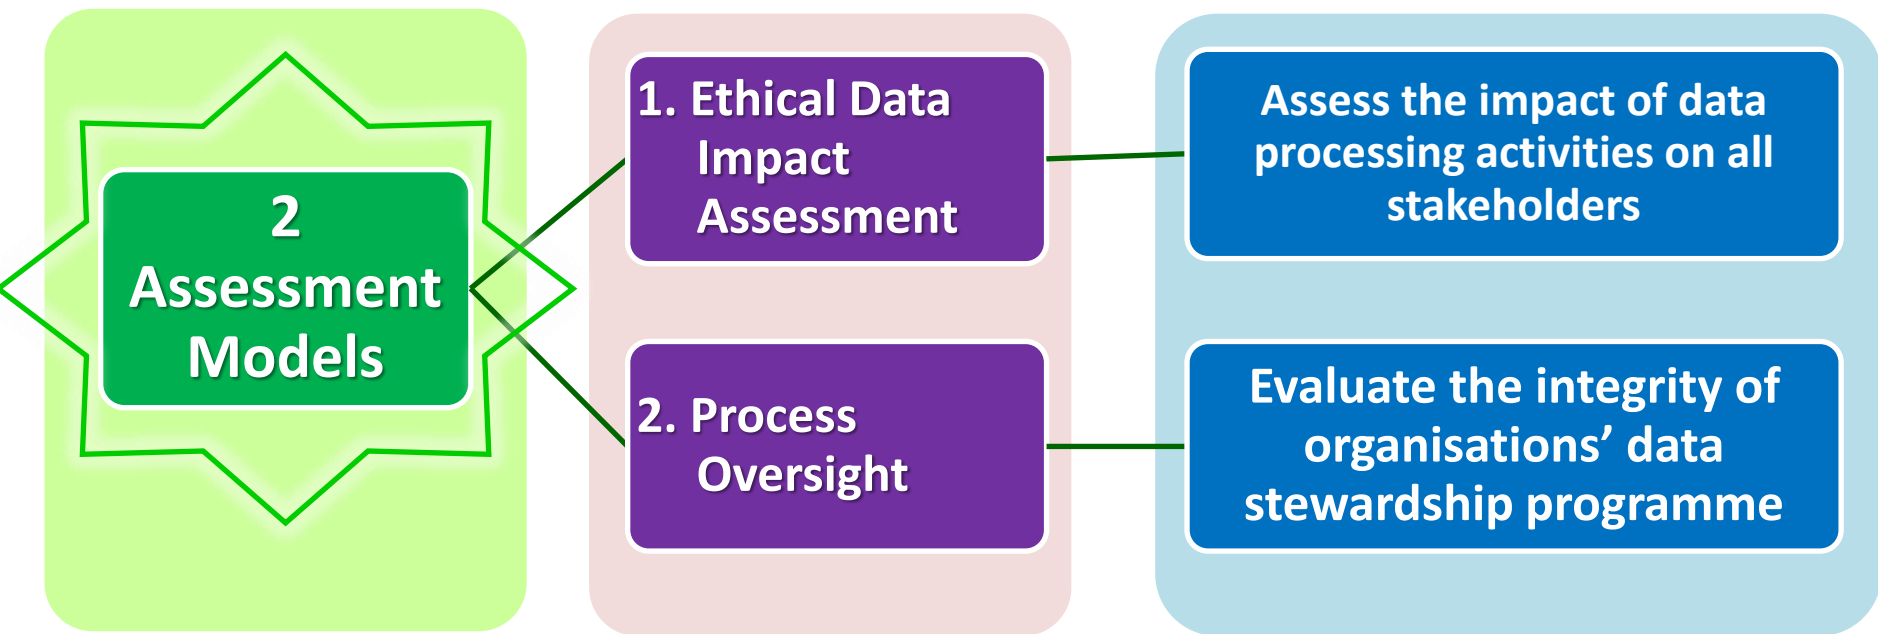 2
Assessment
Models
1. Ethical Data
Impact
Assessment
Assess the impact of data
processing activities on all
stakeholders
2. Process
Oversight
Evaluate the integrity of
organisations’ data
stewardship programme